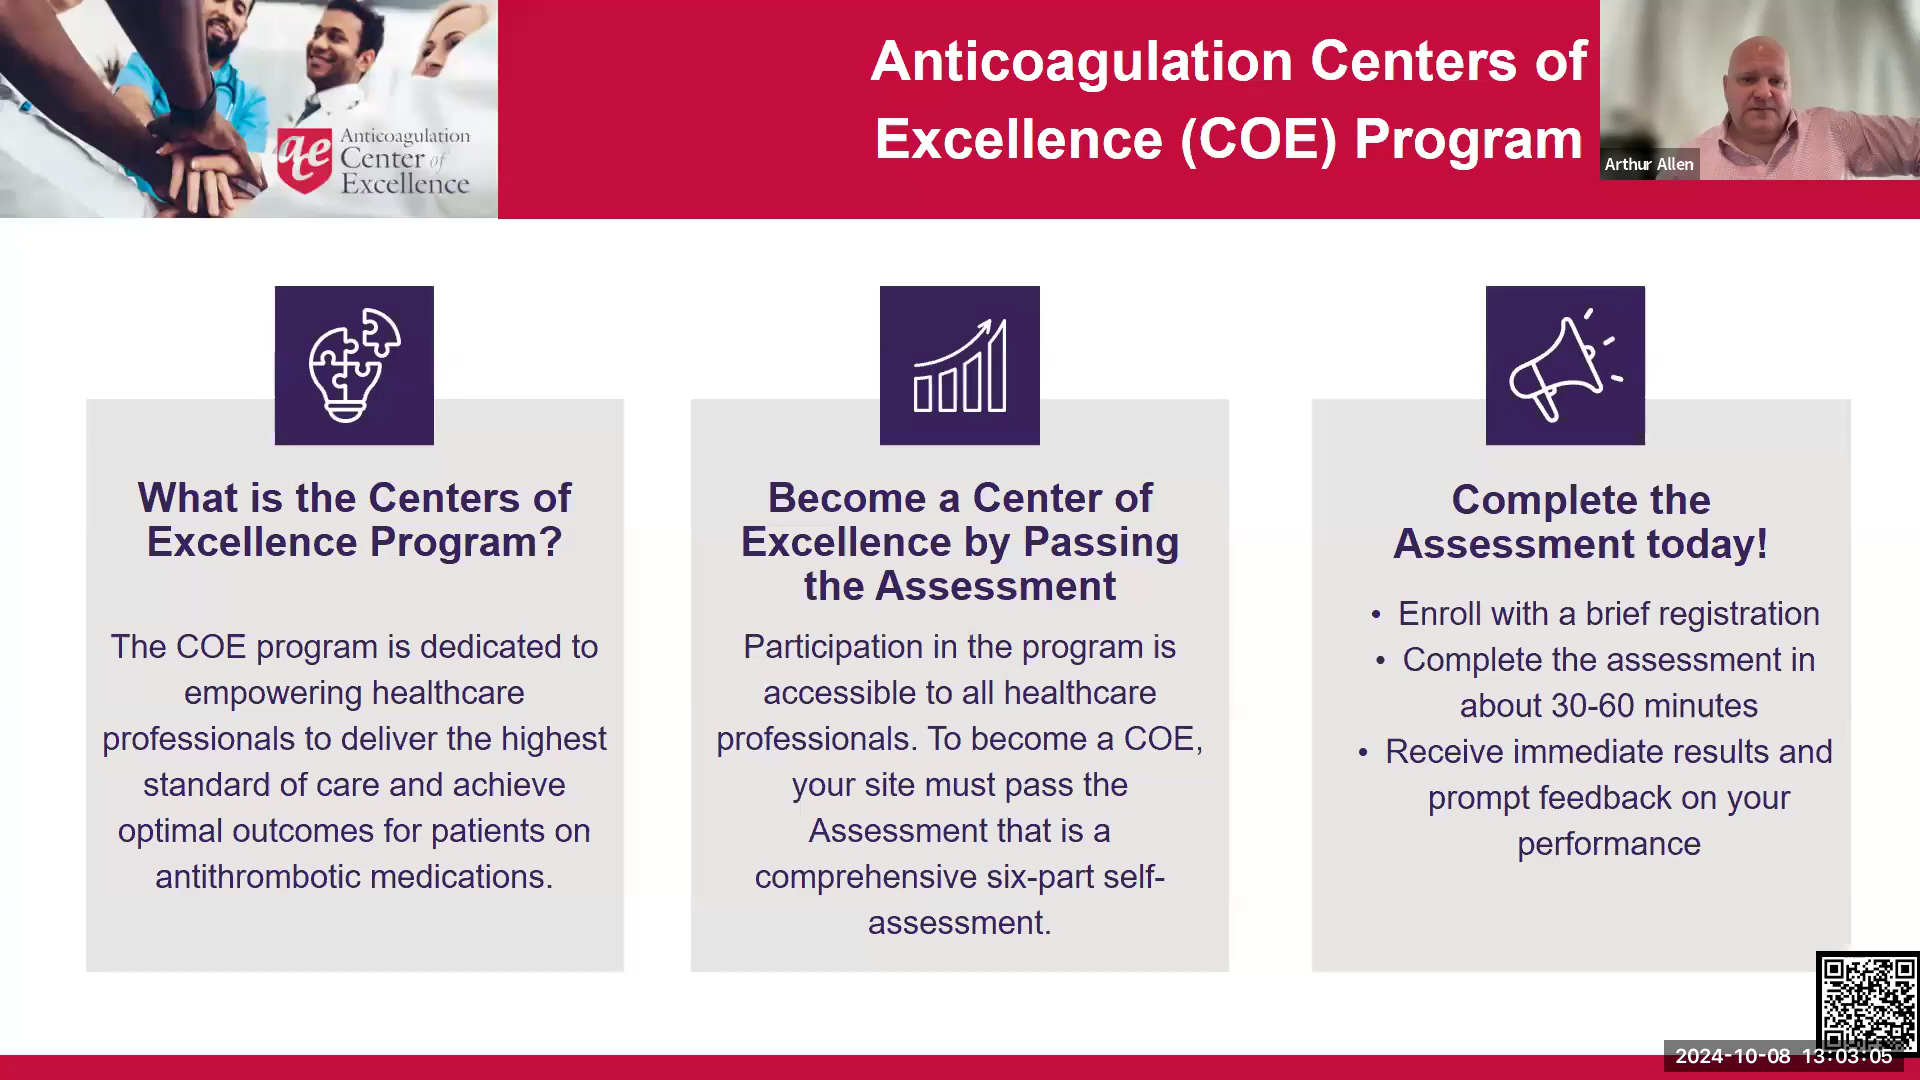 Anticoagulation Centers of
Excellence (COE) Program
Arthur Allen
ace
Anticoagulation
Center of
Excellence
What is the Centers of
Excellence Program?
The COE program is dedicated to
empowering healthcare
professionals to deliver the highest
standard of care and achieve
optimal outcomes for patients on
antithrombotic medications.
Become a Center of
Excellence by Passing
the Assessment
Participation in the program is
accessible to all healthcare
professionals. To become a COE,
your site must pass the
Assessment that is a
comprehensive six-part self-
assessment.
Complete the
Assessment today!
• Enroll with a brief registration
• Complete the assessment in
about 30-60 minutes
• Receive immediate results and
prompt feedback on your
performance
2024-10-08 13:03:05